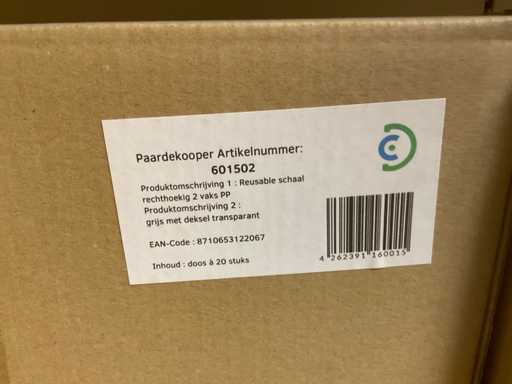 Paardekooper Artikelnummer:
601502
Produktomschrijving 1 : Reusable schaal
rechthoekig 2 vaks PP
Produktomschrijving 2 :
grijs met deksel transparant
EAN-Code : 8710653122067
Inhoud : doos à 20 stuks
4 262391 160015